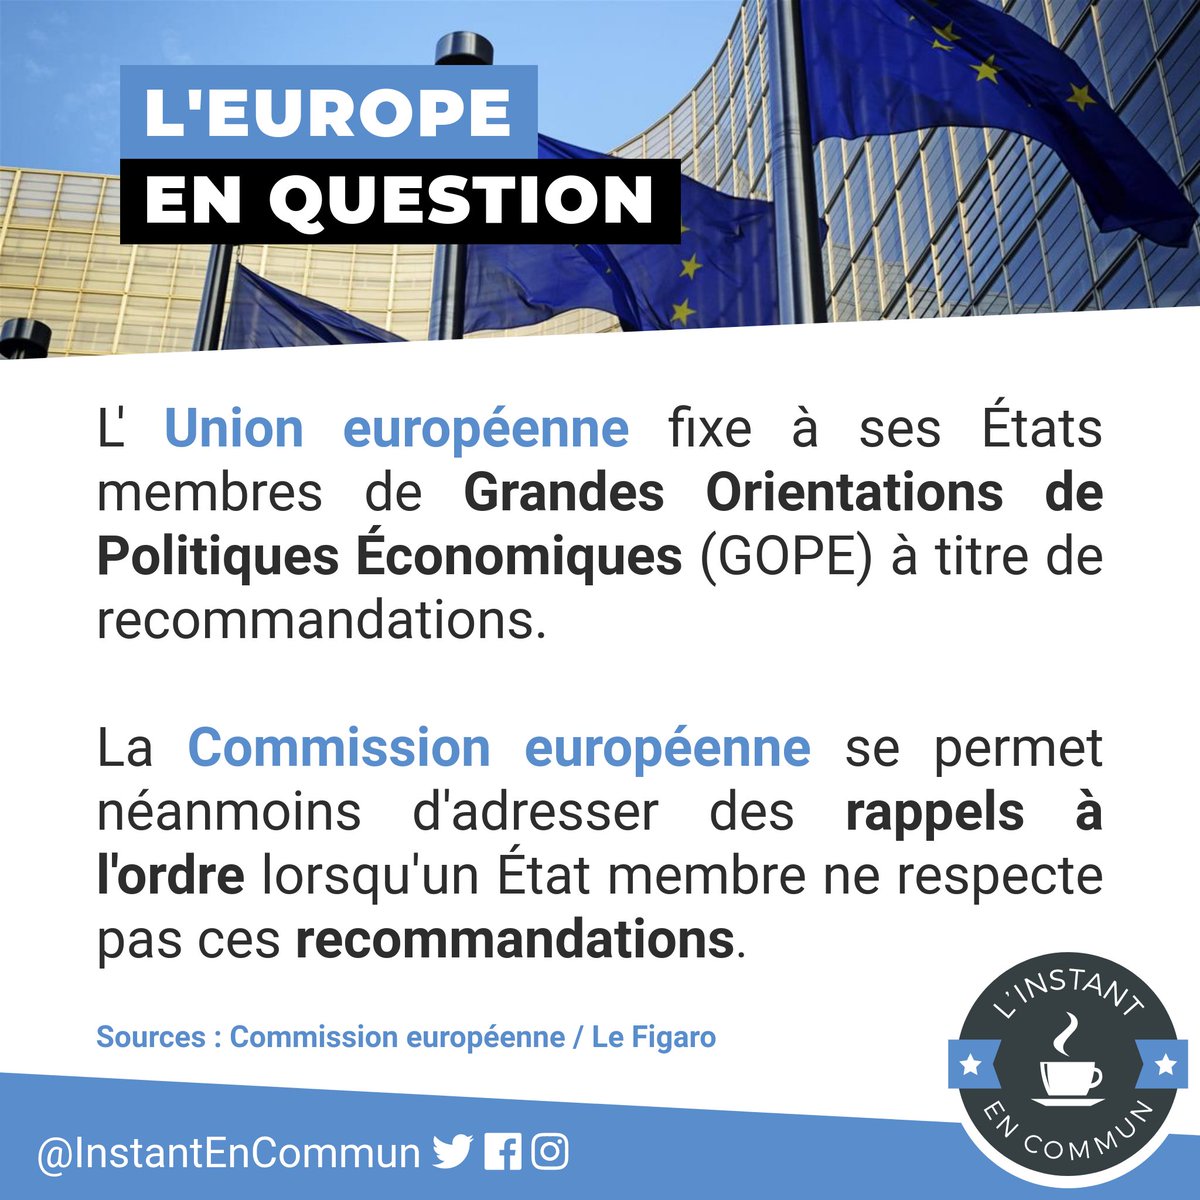 L'EUROPE
EN QUESTION
L' Union européenne fixe à ses États
membres de Grandes Orientations de
Politiques Économiques (GOPE) à titre de
recommandations.
La Commission européenne se permet
néanmoins d'adresser des rappels à
l'ordre lorsqu'un État membre ne respecte
pas ces recommandations.
Sources : Commission européenne / Le Figaro
L'INSTANT
EN COMMUN
@InstantEnCommun